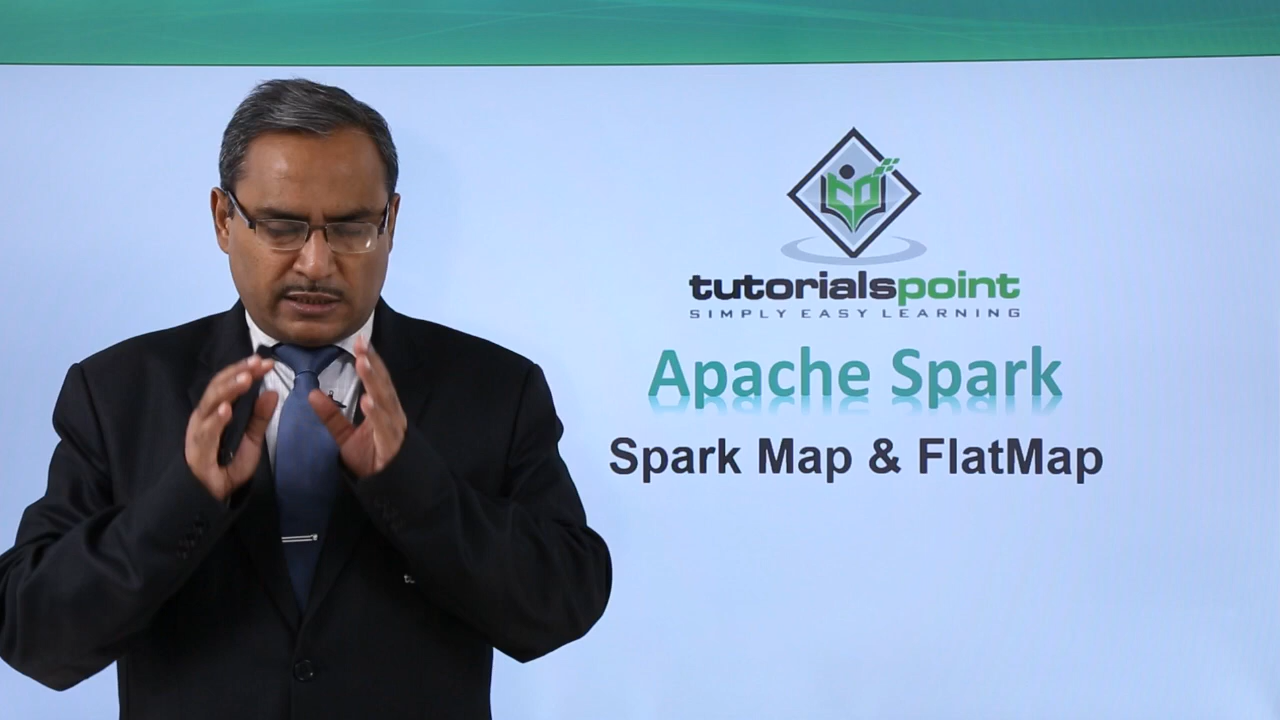 tutorialspoint
SIMPLY EASY LEARNING
Apache Spark
Spark Map & FlatMap